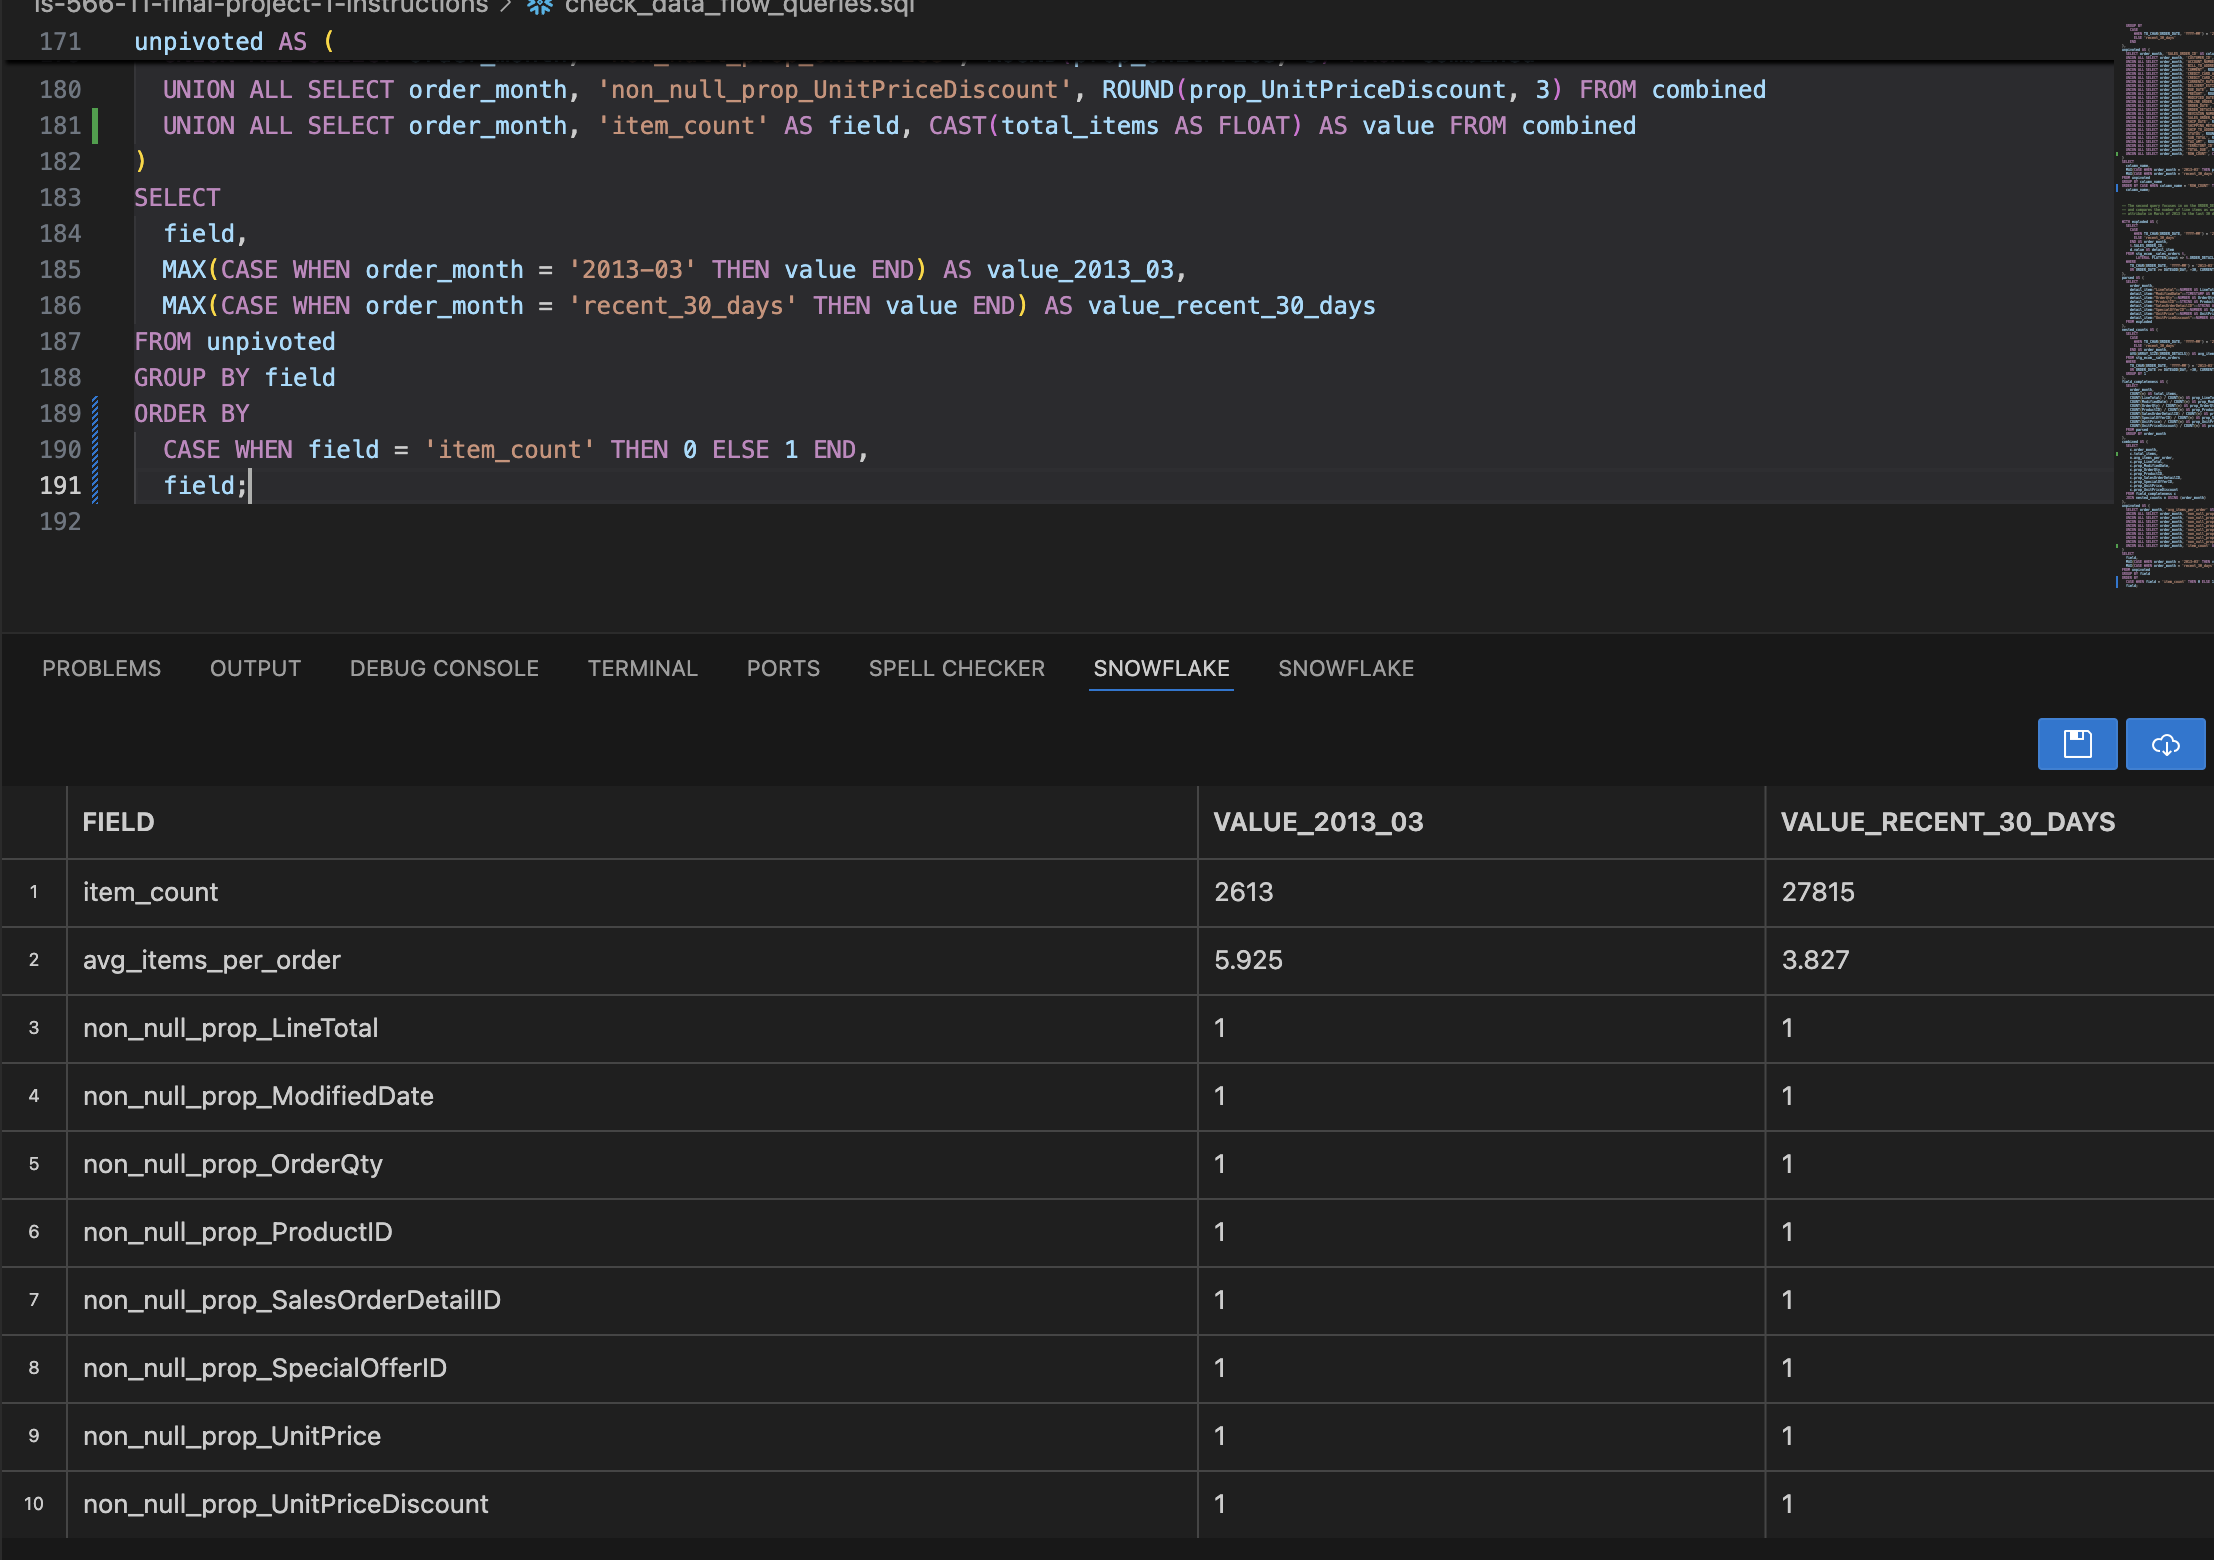 is-566-11-final-project-1-instructions > check_data_flow_queries.sql
171 unpivoted AS (
180 UNION ALL SELECT order_month, 'non_null_prop_UnitPriceDiscount', ROUND(prop_UnitPriceDiscount, 3) FROM combined
181 UNION ALL SELECT order_month, 'item_count' AS field, CAST(total_items AS FLOAT) AS value FROM combined
182 )
183 SELECT
184 field,
185 MAX(CASE WHEN order_month = '2013-03' THEN value END) AS value_2013_03,
186 MAX(CASE WHEN order_month = 'recent_30_days' THEN value END) AS value_recent_30_days
187 FROM unpivoted
188 GROUP BY field
189 ORDER BY
190 CASE WHEN field = 'item_count' THEN 0 ELSE 1 END,
191 field;
192
PROBLEMS OUTPUT DEBUG CONSOLE TERMINAL PORTS SPELL CHECKER SNOWFLAKE SNOWFLAKE
FIELD VALUE_2013_03 VALUE_RECENT_30_DAYS
1 item_count 2613 27815
2 avg_items_per_order 5.925 3.827
3 non_null_prop_LineTotal 1 1
4 non_null_prop_ModifiedDate 1 1
5 non_null_prop_OrderQty 1 1
6 non_null_prop_ProductID 1 1
7 non_null_prop_SalesOrderDetailID 1 1
8 non_null_prop_SpecialOfferID 1 1
9 non_null_prop_UnitPrice 1 1
10 non_null_prop_UnitPriceDiscount 1 1